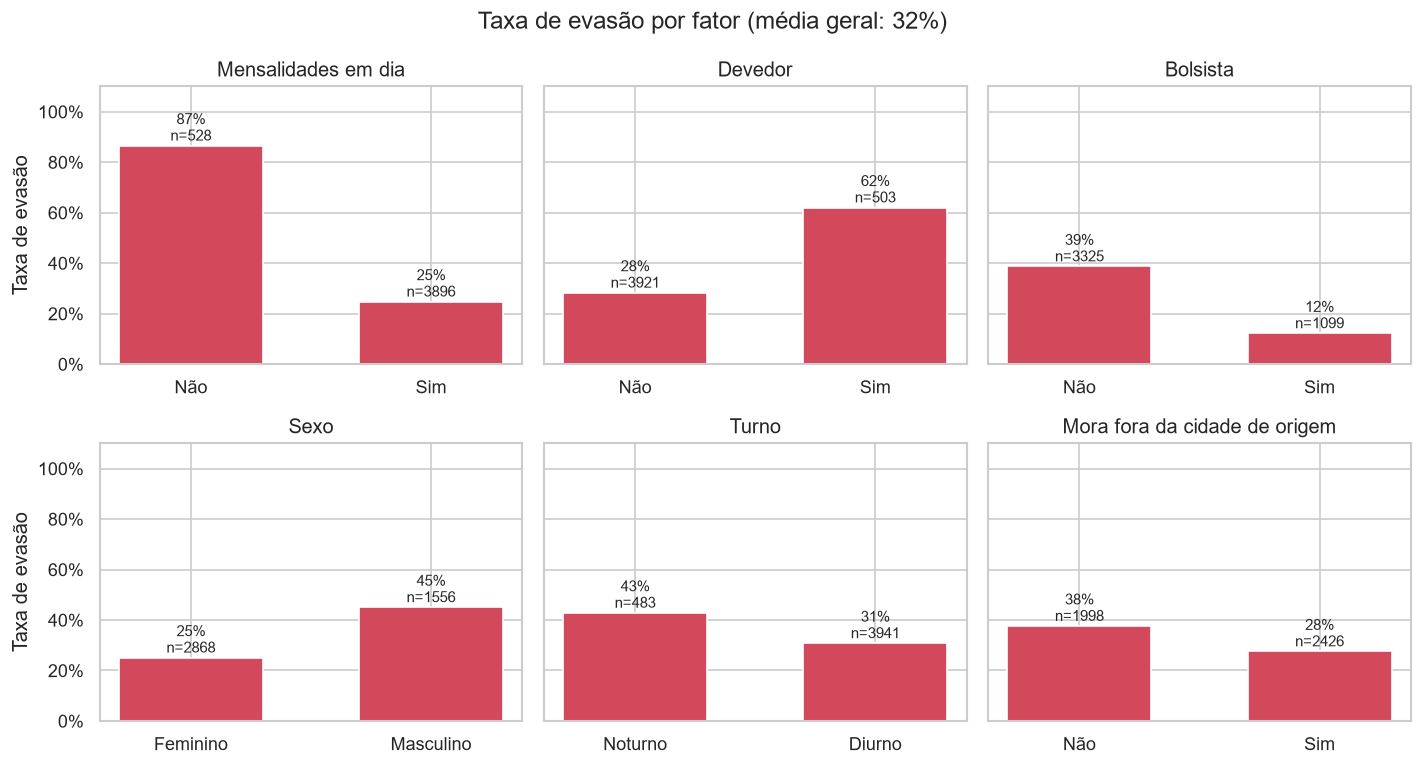 Taxa de evasão por fator (média geral: 32%)
Mensalidades em dia
Taxa de evasão
100%
80%
60%
40%
20%
0%
87%
n=528
25%
n=3896
Não
Sim
Devedor
28%
n=3921
62%
n=503
Não
Sim
Bolsista
39%
n=3325
12%
n=1099
Não
Sim
Sexo
Taxa de evasão
100%
80%
60%
40%
20%
0%
25%
n=2868
45%
n=1556
Feminino
Masculino
Turno
43%
n=483
31%
n=3941
Noturno
Diurno
Mora fora da cidade de origem
38%
n=1998
28%
n=2426
Não
Sim